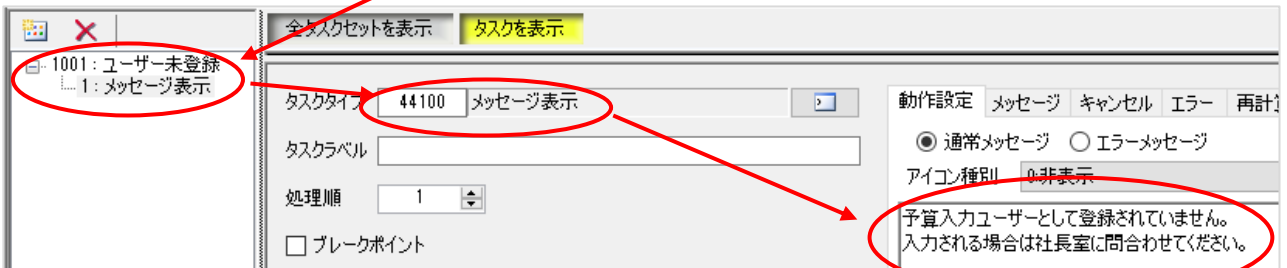 全タスクセットを表示 タスクを表示
1001：ユーザー未登録
1：メッセージ表示
タスクタイプ 44100 メッセージ表示
タスクラベル
処理順 1
ブレークポイント
動作設定 メッセージ キャンセル エラー 再計
通常メッセージ エラーメッセージ
アイコン種別 0:非表示
予算入力ユーザーとして登録されていません。
入力される場合は社長室に問合わせてください。